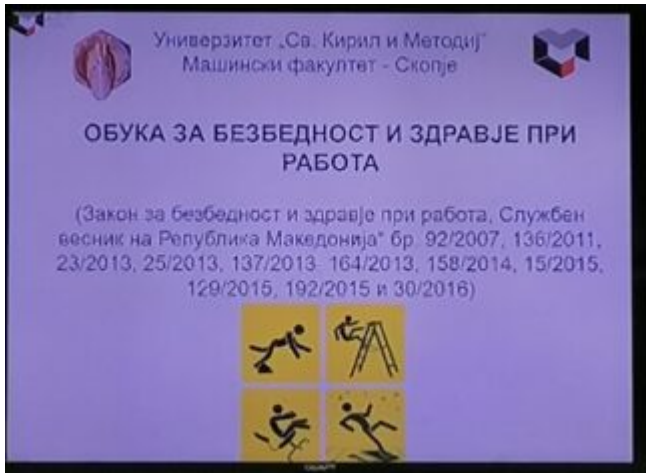 Универзитет „Св. Кирил и Методиј"
Машински факултет - Скопје
ОБУКА ЗА БЕЗБЕДНОСТ И ЗДРАВЈЕ ПРИ
РАБОТА
(Закон за безбедност и здравје при работа, Службен
весник на Република Македонија" бр. 92/2007, 136/2011,
23/2013, 25/2013, 137/2013 164/2013, 158/2014, 15/2015,
129/2015, 192/2015 и 30/2016)